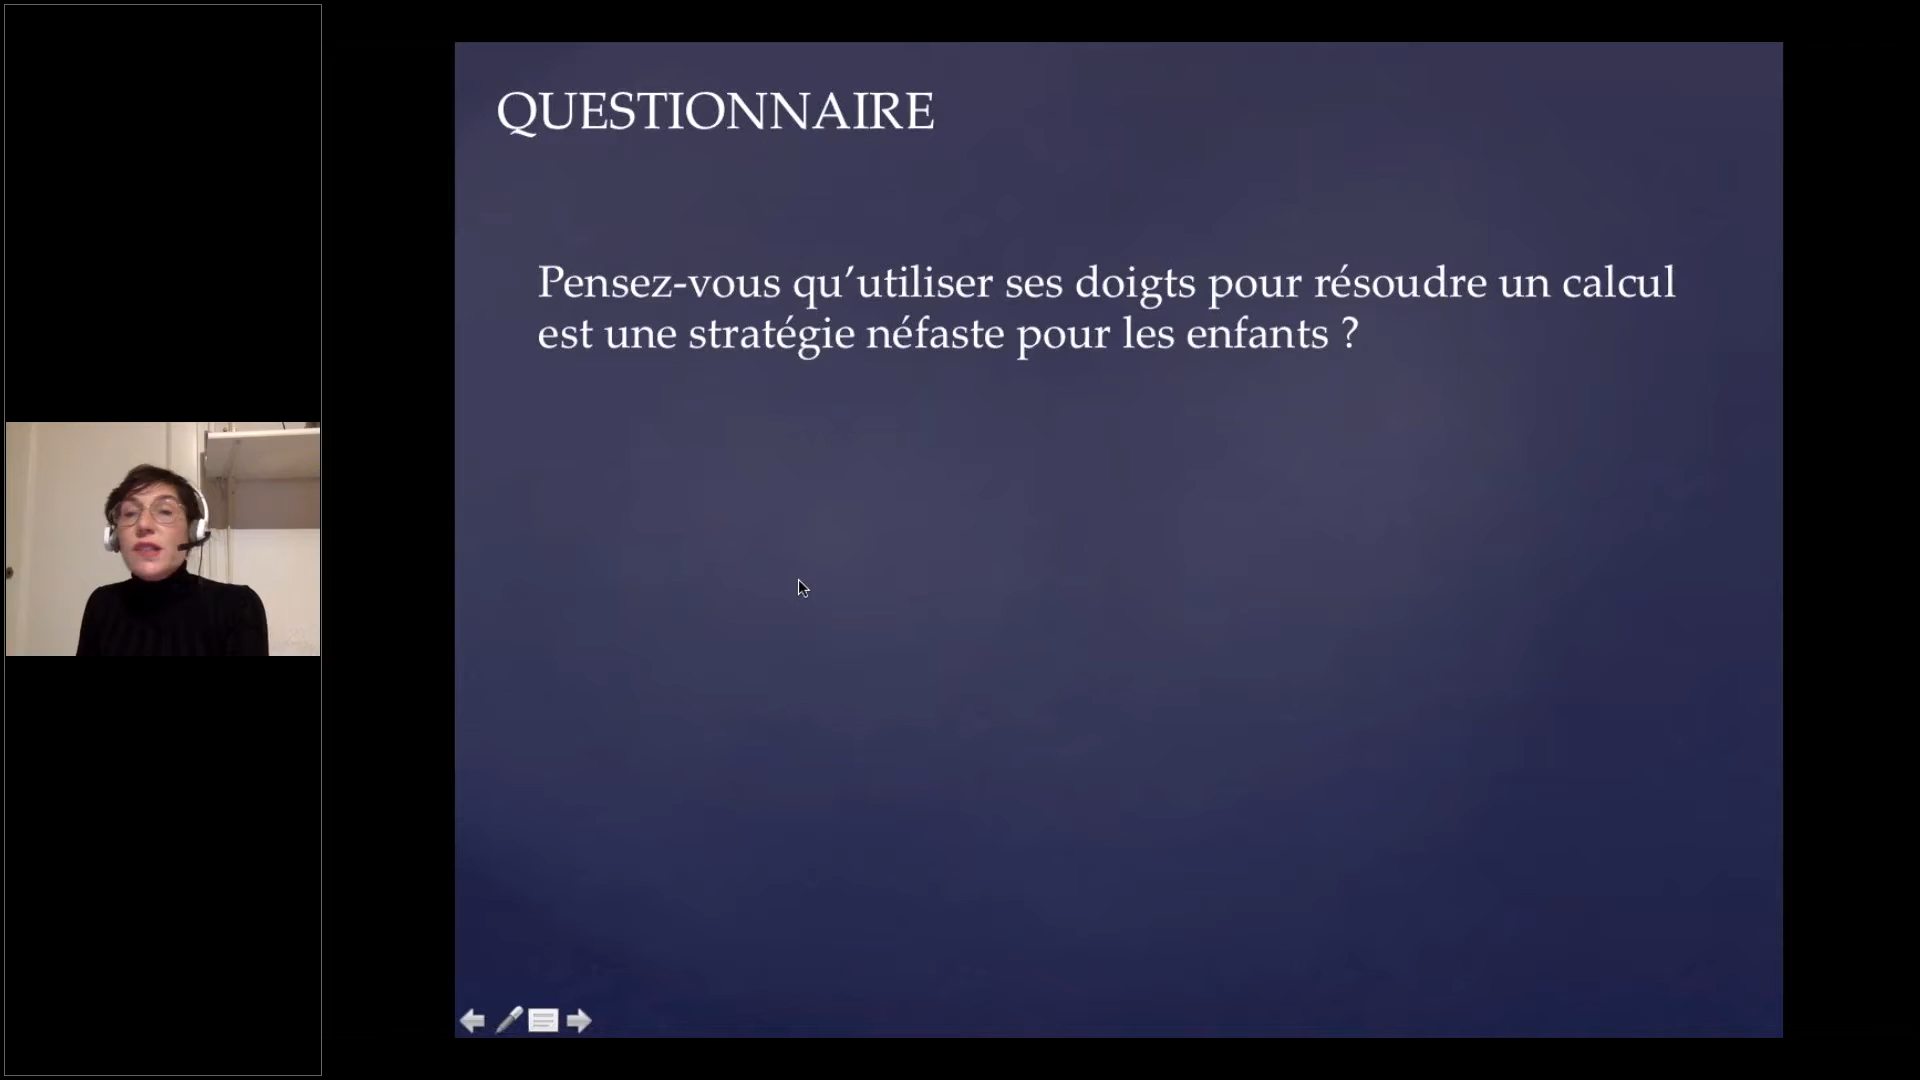 QUESTIONNAIRE
Pensez-vous qu’utiliser ses doigts pour résoudre un calcul
est une stratégie néfaste pour les enfants ?